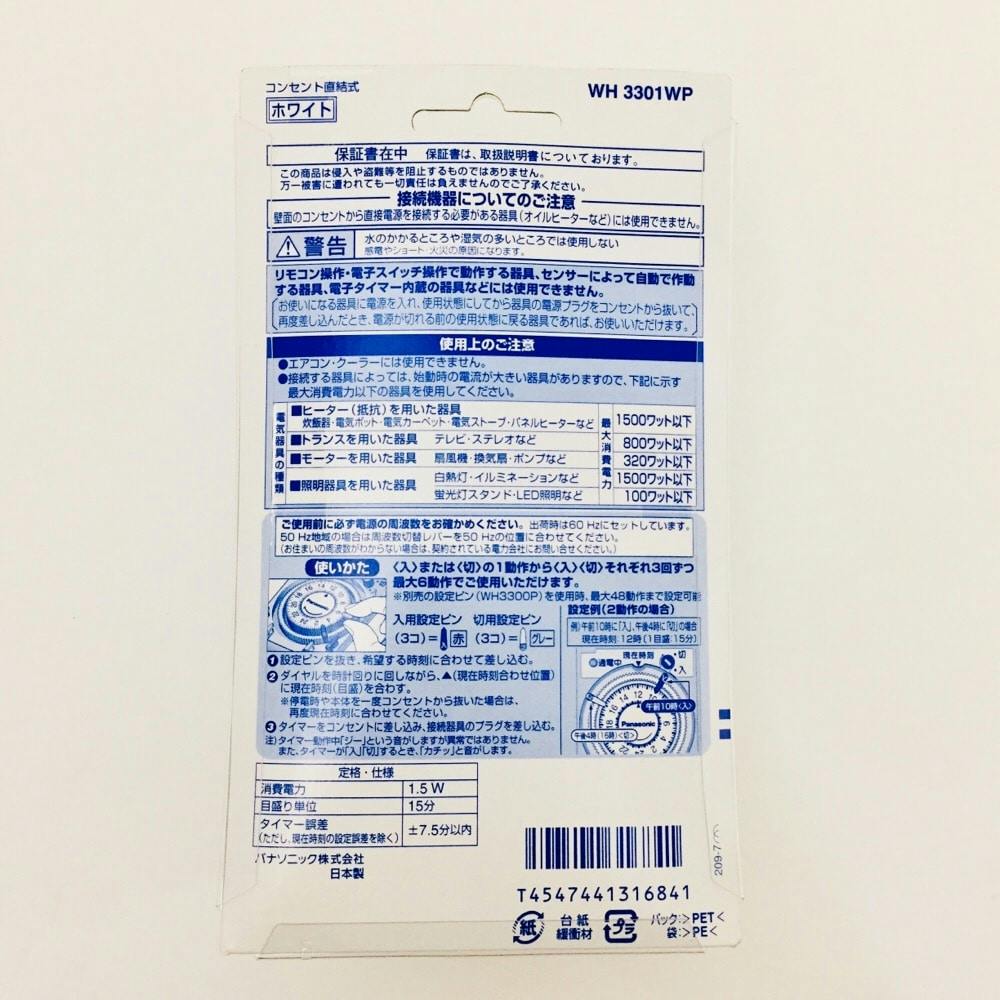 コンセント直結式
WH 3301WP
ホワイト
保証書在中 保証書は、取扱説明書についております。
この商品は侵入や盗難等を阻止するものではありません。
万一被害に遭われても一切責任は負えませんのでご了承ください。
接続機器についてのご注意
壁面のコンセントから直接電源を接続する必要がある器具(オイルヒーターなど)には使用できません。
警告 水のかかるところや湿気の多いところでは使用しない
感電やショート・火災の原因になります。
リモコン操作・電子スイッチ操作で動作する器具、センサーによって自動で作動
する器具、電子タイマー内蔵の器具などには使用できません。
お使いになる器具に電源を入れ、使用状態にしてから器具の電源プラグをコンセントから抜いて、
再度差し込んだとき、電源が切れる前の使用状態に戻る器具であれば、お使いいただけます。
使用上のご注意
●エアコン・クーラーには使用できません。
●接続する器具によっては、始動時の電流が大きい器具がありますので、下記に示す
最大消費電力以下の器具を使用してください。
電気器具の種類
■ヒーター(抵抗)を用いた器具
炊飯器・電気ポット・電気カーペット・電気ストーブ・パネルヒーターなど
最大消費電力
1500ワット以下
■トランスを用いた器具 テレビ・ステレオなど 800ワット以下
■モーターを用いた器具 扇風機・換気扇・ポンプなど 320ワット以下
■照明器具を用いた器具 白熱灯・イルミネーションなど 1500ワット以下
蛍光灯スタンド・LED照明など 100ワット以下
ご使用前に必ず電源の周波数をお確かめください。出荷時は60 Hzにセットしています。
50 Hz地域の場合は周波数切替レバーを50 Hzの位置に合わせてください。
(お住まいの周波数がわからない場合は、契約されている電力会社にお問い合せください。)
使いかた 〈入〉または〈切〉の1動作から〈入〉〈切〉それぞれ3回ずつ
最大6動作でご使用いただけます。
※別売の設定ピン(WH3300P)を使用時、最大48動作まで設定可能
入用設定ピン 切用設定ピン
(3コ)= 赤 (3コ)= グレー
❶設定ピンを抜き、希望する時刻に合わせて差し込む。
❷ダイヤルを時計回りに回しながら、▲(現在時刻合わせ位置)
に現在時刻(目盛)を合わす。
※停電時や本体を一度コンセントから抜いた場合は、
再度現在時刻に合わせてください。
❸タイマーをコンセントに差し込み、接続器具のプラグを差し込む。
注)タイマー動作中「ジー」という音がしますが異常ではありません。
また、タイマーが「入」「切」するとき、「カチッ」と音がします。
設定例(2動作の場合)
例)午前10時に「入」、午後4時に「切」の場合
現在時刻:12時(1目盛:15分)
現在時刻
切
入
通電中
午前10時〈入〉
Panasonic
午後4時(16時)〈切〉
定格・仕様
消費電力 1.5 W
目盛り単位 15分
タイマー誤差
(ただし、現在時刻の設定誤差を除く)
±7.5分以内
パナソニック株式会社
日本製
T4547441316841
紙 台紙
緩衝材
プラ パック:>PET<
袋:>PE<